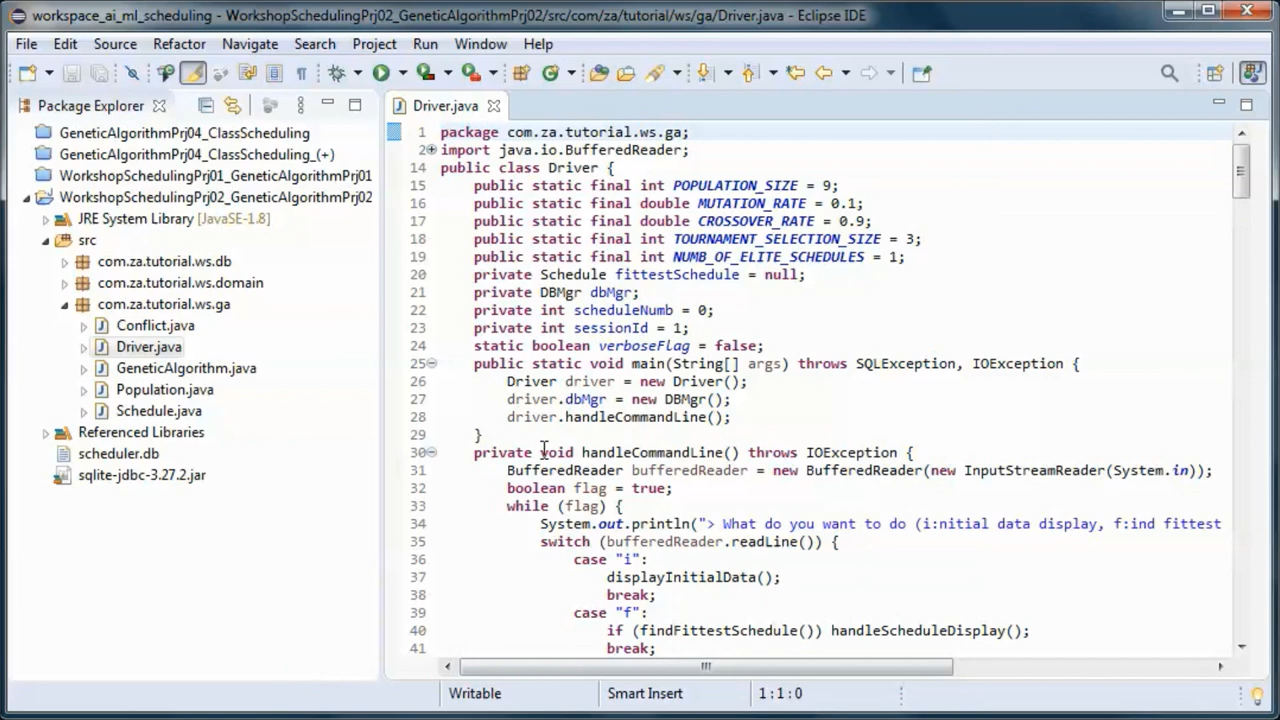 workspace_ai_ml_scheduling - WorkshopSchedulingPrj02_GeneticAlgorithmPrj02/src/com/za/tutorial/ws/ga/Driver.java - Eclipse IDE
File Edit Source Refactor Navigate Search Project Run Window Help
Package Explorer
GeneticAlgorithmPrj04_ClassScheduling
GeneticAlgorithmPrj04_ClassScheduling_(+)
WorkshopSchedulingPrj01_GeneticAlgorithmPrj01
WorkshopSchedulingPrj02_GeneticAlgorithmPrj02
JRE System Library [JavaSE-1.8]
src
com.za.tutorial.ws.db
com.za.tutorial.ws.domain
com.za.tutorial.ws.ga
Conflict.java
Driver.java
GeneticAlgorithm.java
Population.java
Schedule.java
Referenced Libraries
scheduler.db
sqlite-jdbc-3.27.2.jar
Driver.java
1 package com.za.tutorial.ws.ga;
2 import java.io.BufferedReader;
14 public class Driver {
15 public static final int POPULATION_SIZE = 9;
16 public static final double MUTATION_RATE = 0.1;
17 public static final double CROSSOVER_RATE = 0.9;
18 public static final int TOURNAMENT_SELECTION_SIZE = 3;
19 public static final int NUMB_OF_ELITE_SCHEDULES = 1;
20 private Schedule fittestSchedule = null;
21 private DBMgr dbMgr;
22 private int scheduleNumb = 0;
23 private int sessionId = 1;
24 static boolean verboseFlag = false;
25 public static void main(String[] args) throws SQLException, IOException {
26 Driver driver = new Driver();
27 driver.dbMgr = new DBMgr();
28 driver.handleCommandLine();
29 }
30 private void handleCommandLine() throws IOException {
31 BufferedReader bufferedReader = new BufferedReader(new InputStreamReader(System.in));
32 boolean flag = true;
33 while (flag) {
34 System.out.println("> What do you want to do (i:nitial data display, f:ind fittest
35 switch (bufferedReader.readLine()) {
36 case "i":
37 displayInitialData();
38 break;
39 case "f":
40 if (findFittestSchedule()) handleScheduleDisplay();
41 break;
Writable Smart Insert 1:1:0